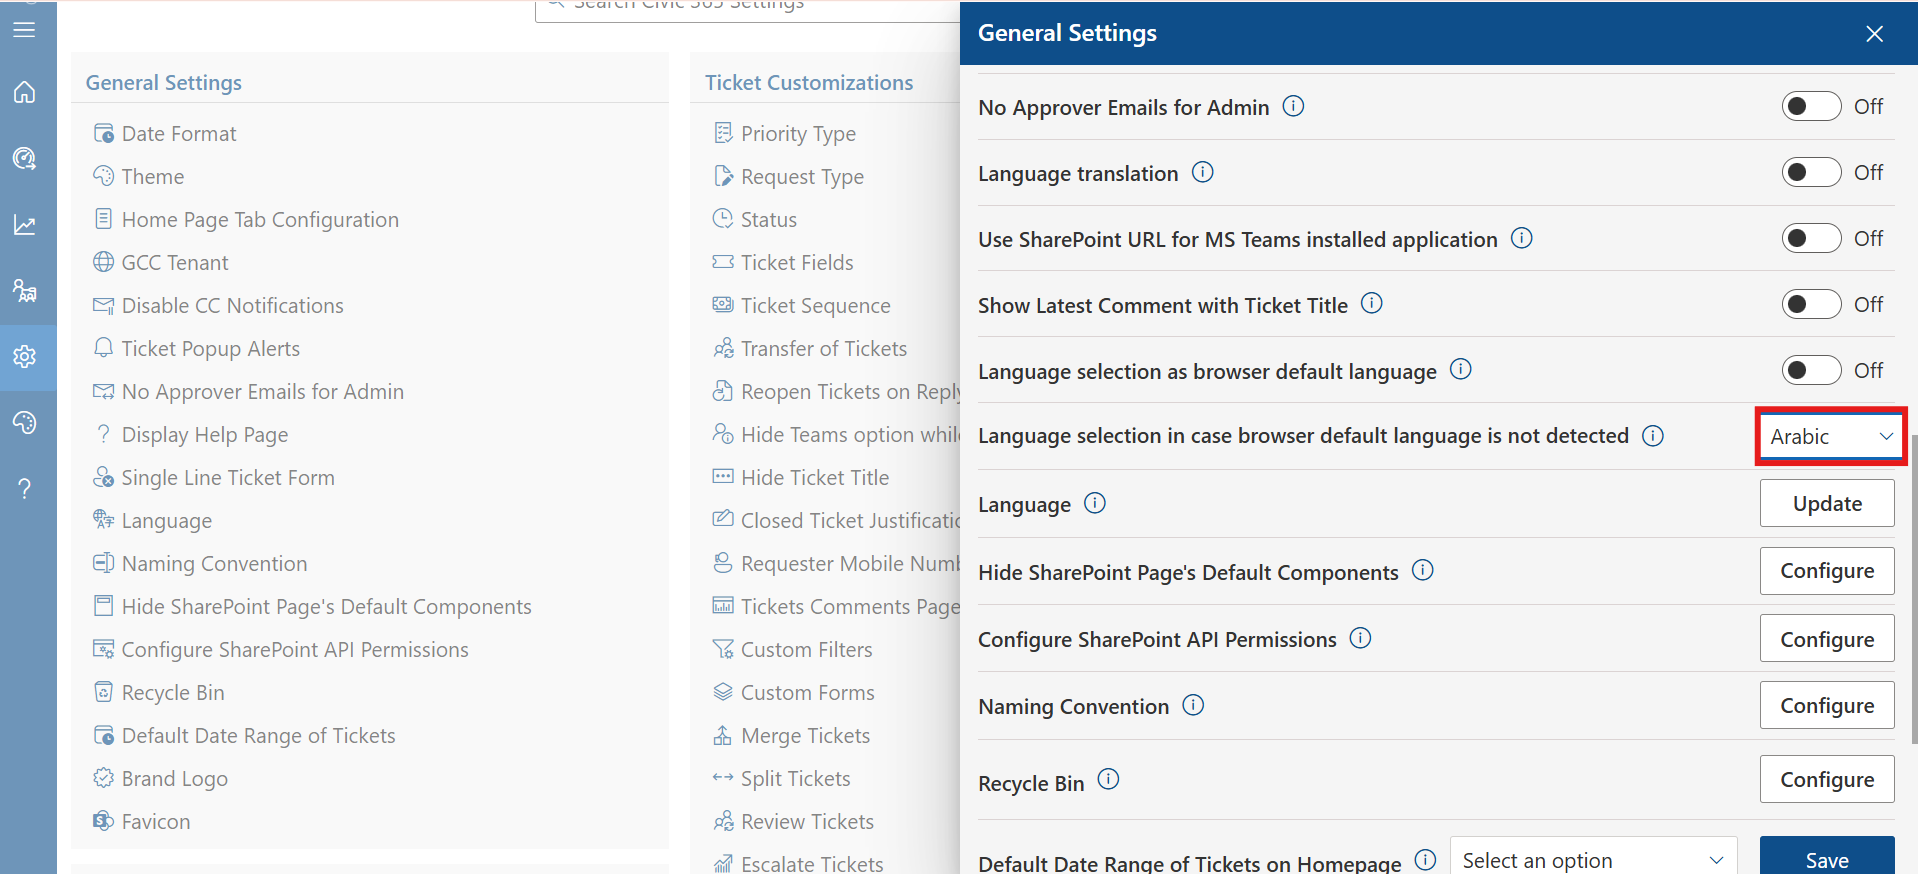 Search Civic 365 Settings
General Settings
Date Format
Theme
Home Page Tab Configuration
GCC Tenant
Disable CC Notifications
Ticket Popup Alerts
No Approver Emails for Admin
Display Help Page
Single Line Ticket Form
Language
Naming Convention
Hide SharePoint Page's Default Components
Configure SharePoint API Permissions
Recycle Bin
Default Date Range of Tickets
Brand Logo
Favicon
Ticket Customizations
Priority Type
Request Type
Status
Ticket Fields
Ticket Sequence
Transfer of Tickets
Reopen Tickets on Reply
Hide Teams option
Hide Ticket Title
Closed Ticket
Requester Mobile
Tickets Comments Page
Custom Filters
Custom Forms
Merge Tickets
Split Tickets
Review Tickets
Escalate Tickets
General Settings
No Approver Emails for Admin Off
Language translation Off
Use SharePoint URL for MS Teams installed application Off
Show Latest Comment with Ticket Title Off
Language selection as browser default language Off
Language selection in case browser default language is not detected Arabic
Language Update
Hide SharePoint Page's Default Components Configure
Configure SharePoint API Permissions Configure
Naming Convention Configure
Recycle Bin Configure
Default Date Range of Tickets on Homepage Select an option Save